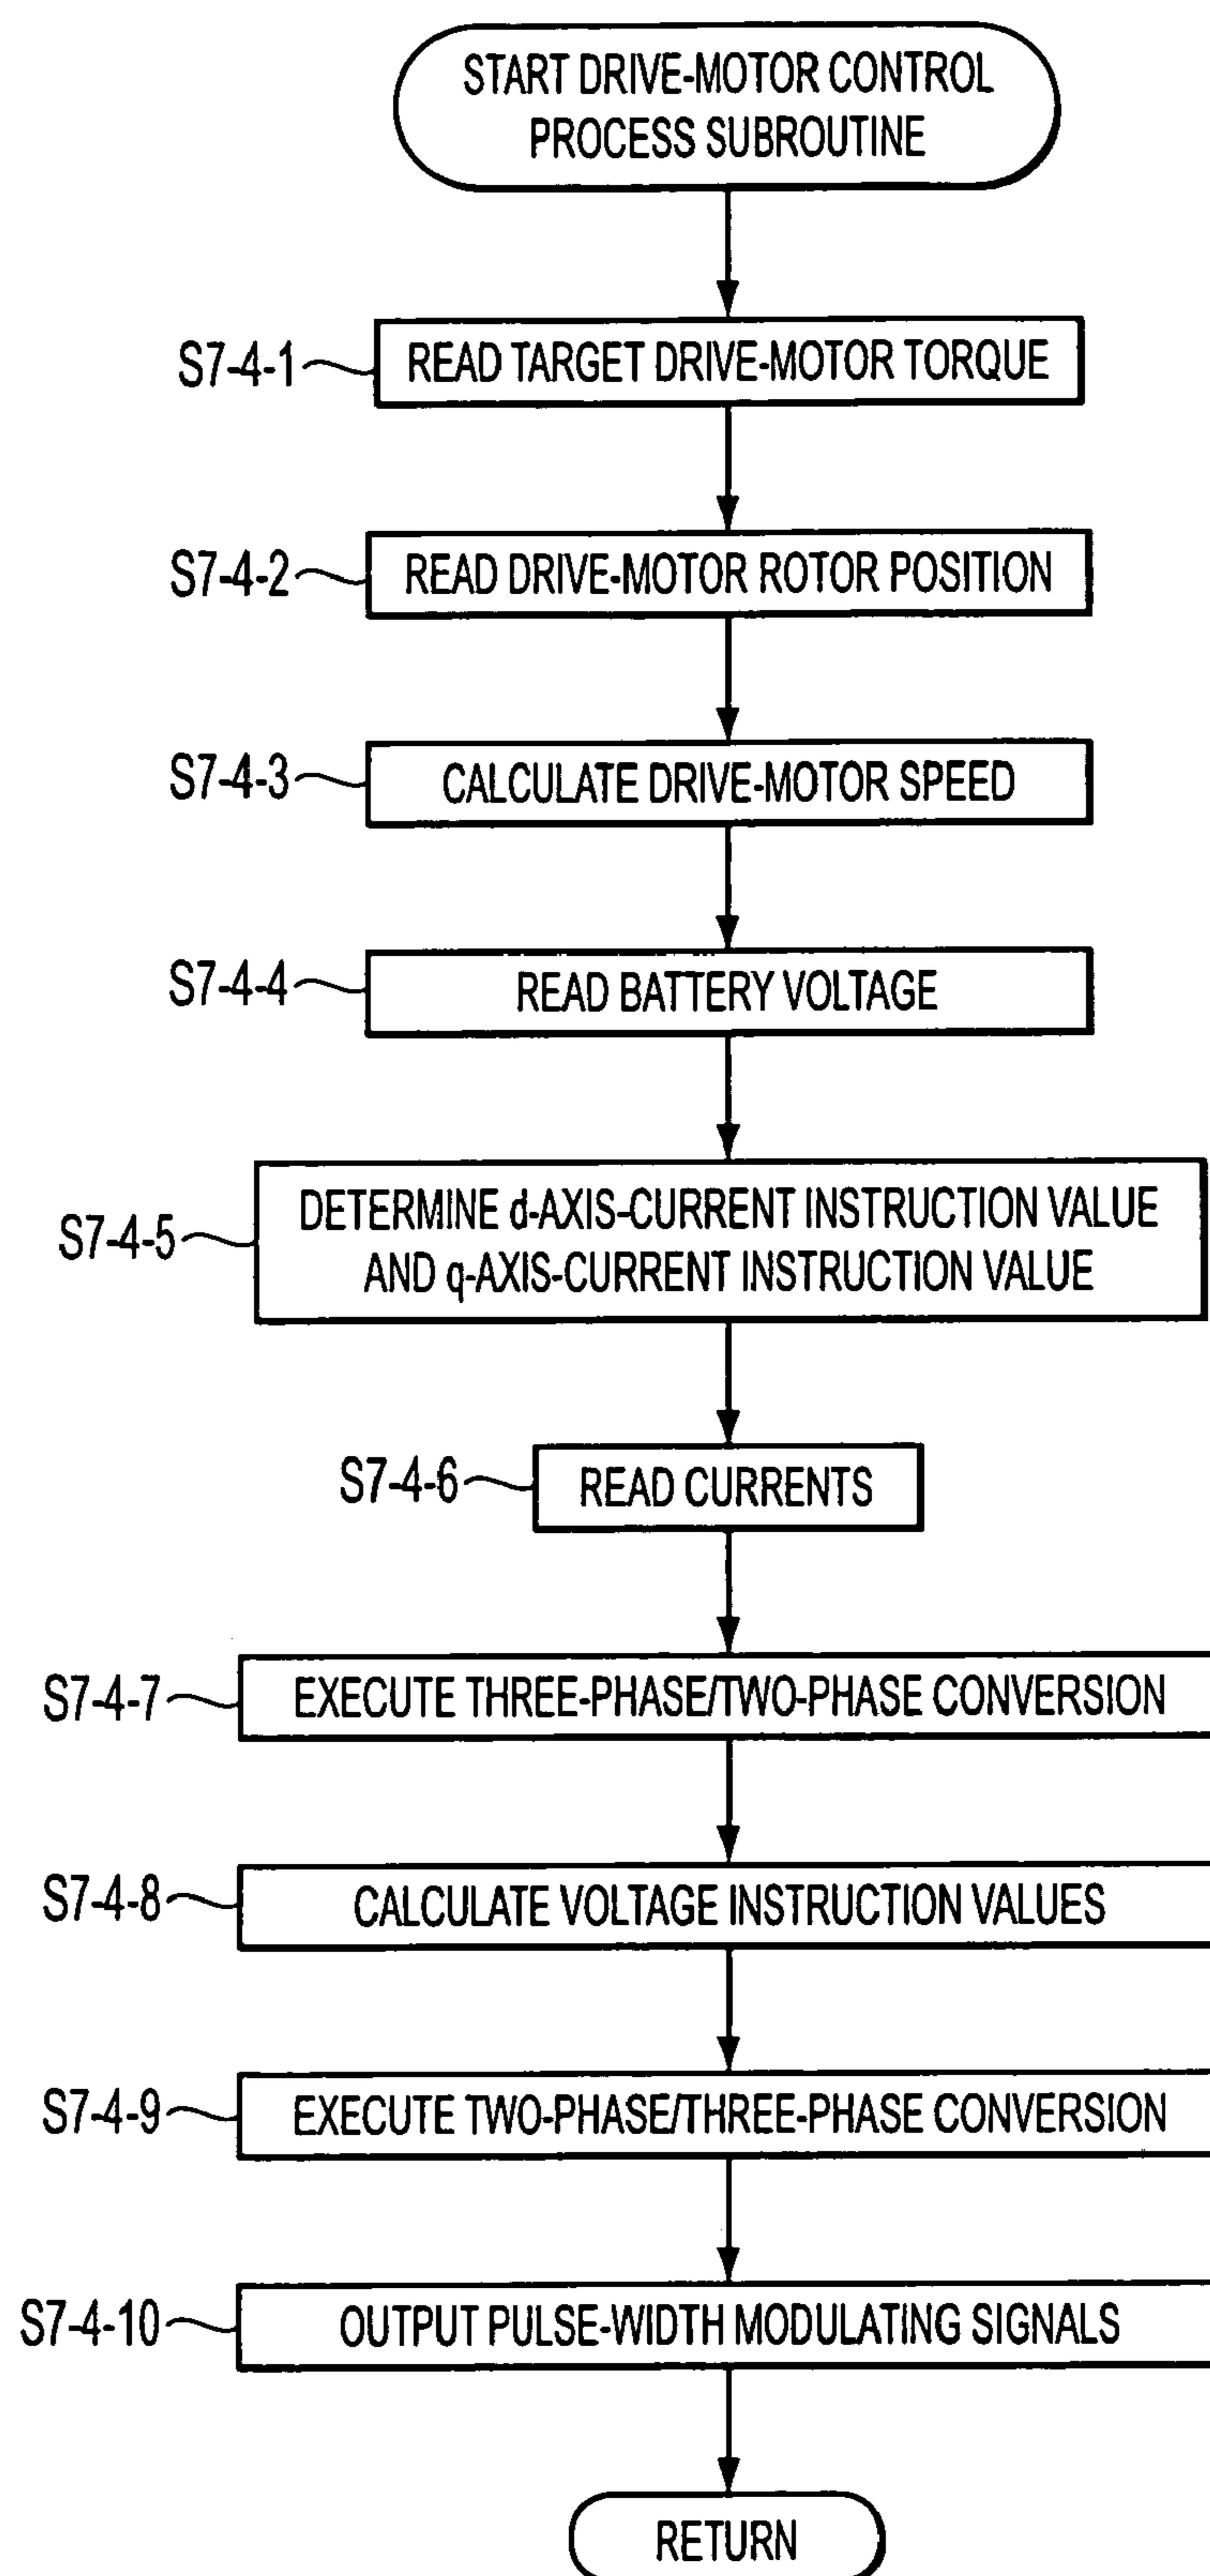 START DRIVE-MOTOR CONTROL
PROCESS SUBROUTINE
S7-4-1
READ TARGET DRIVE-MOTOR TORQUE
S7-4-2
READ DRIVE-MOTOR ROTOR POSITION
S7-4-3
CALCULATE DRIVE-MOTOR SPEED
S7-4-4
READ BATTERY VOLTAGE
S7-4-5
DETERMINE d-AXIS-CURRENT INSTRUCTION VALUE
AND q-AXIS-CURRENT INSTRUCTION VALUE
S7-4-6
READ CURRENTS
S7-4-7
EXECUTE THREE-PHASE/TWO-PHASE CONVERSION
S7-4-8
CALCULATE VOLTAGE INSTRUCTION VALUES
S7-4-9
EXECUTE TWO-PHASE/THREE-PHASE CONVERSION
S7-4-10
OUTPUT PULSE-WIDTH MODULATING SIGNALS
RETURN